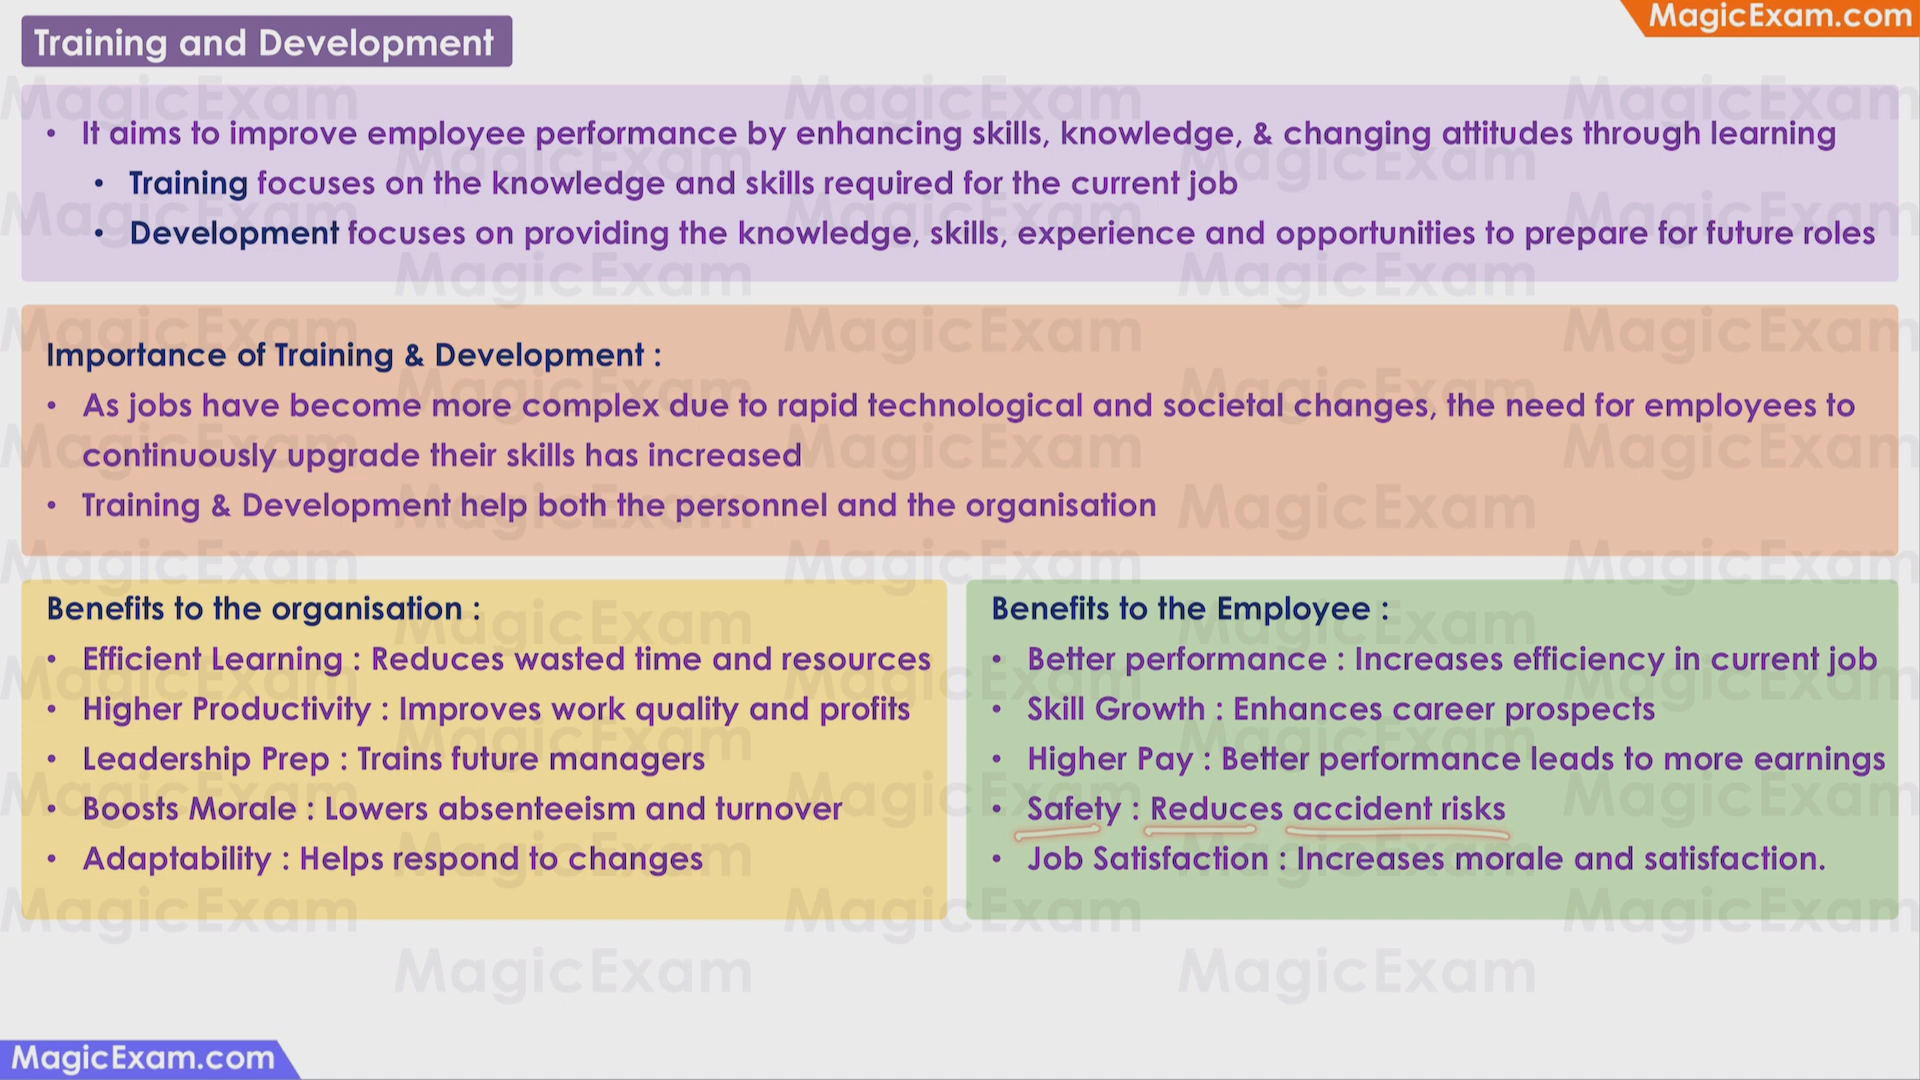 Training and Development
MagicExam.com
• It aims to improve employee performance by enhancing skills, knowledge, & changing attitudes through learning
• Training focuses on the knowledge and skills required for the current job
• Development focuses on providing the knowledge, skills, experience and opportunities to prepare for future roles
Importance of Training & Development :
• As jobs have become more complex due to rapid technological and societal changes, the need for employees to
continuously upgrade their skills has increased
• Training & Development help both the personnel and the organisation
Benefits to the organisation :
• Efficient Learning : Reduces wasted time and resources
• Higher Productivity : Improves work quality and profits
• Leadership Prep : Trains future managers
• Boosts Morale : Lowers absenteeism and turnover
• Adaptability : Helps respond to changes
Benefits to the Employee :
• Better performance : Increases efficiency in current job
• Skill Growth : Enhances career prospects
• Higher Pay : Better performance leads to more earnings
• Safety : Reduces accident risks
• Job Satisfaction : Increases morale and satisfaction.
MagicExam.com